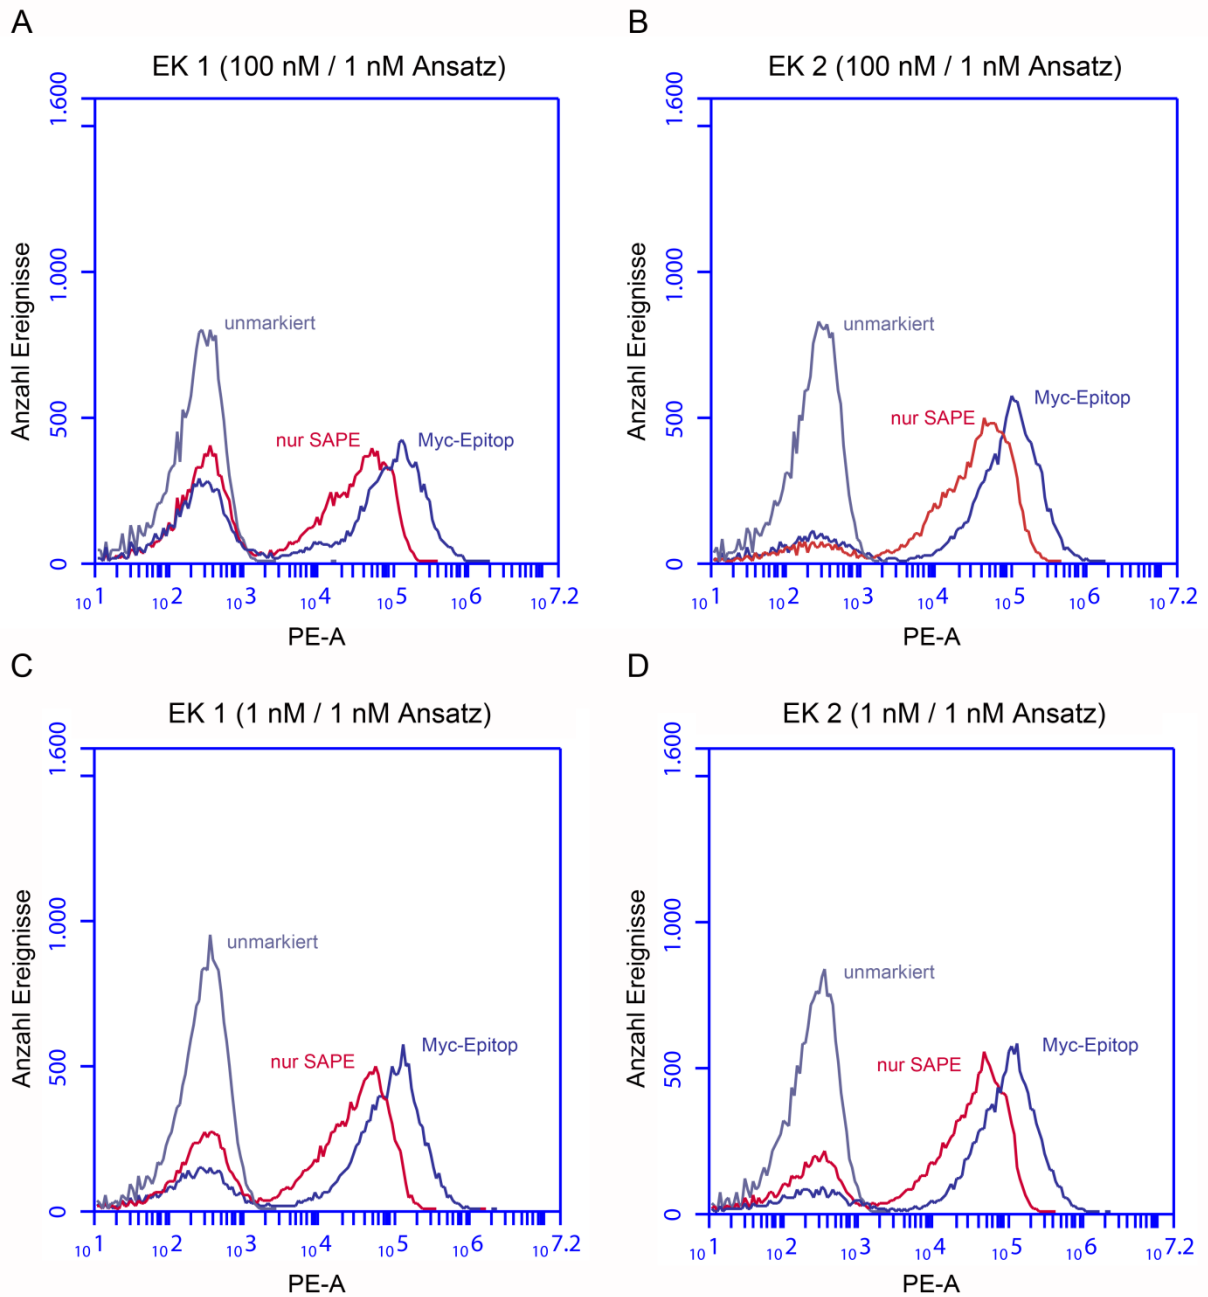 A
EK 1 (100 nM / 1 nM Ansatz)
Anzahl Ereignisse
1.600
1.000
500
0
unmarkiert
nur SAPE
Myc-Epitop
10 1
10 2
10 3
10 4
10 5
10 6
10 7.2
PE-A
B
EK 2 (100 nM / 1 nM Ansatz)
Anzahl Ereignisse
1.600
1.000
500
0
unmarkiert
nur SAPE
Myc-Epitop
10 1
10 2
10 3
10 4
10 5
10 6
10 7.2
PE-A
C
EK 1 (1 nM / 1 nM Ansatz)
Anzahl Ereignisse
1.600
1.000
500
0
unmarkiert
nur SAPE
Myc-Epitop
10 1
10 2
10 3
10 4
10 5
10 6
10 7.2
PE-A
D
EK 2 (1 nM / 1 nM Ansatz)
Anzahl Ereignisse
1.600
1.000
500
0
unmarkiert
nur SAPE
Myc-Epitop
10 1
10 2
10 3
10 4
10 5
10 6
10 7.2
PE-A